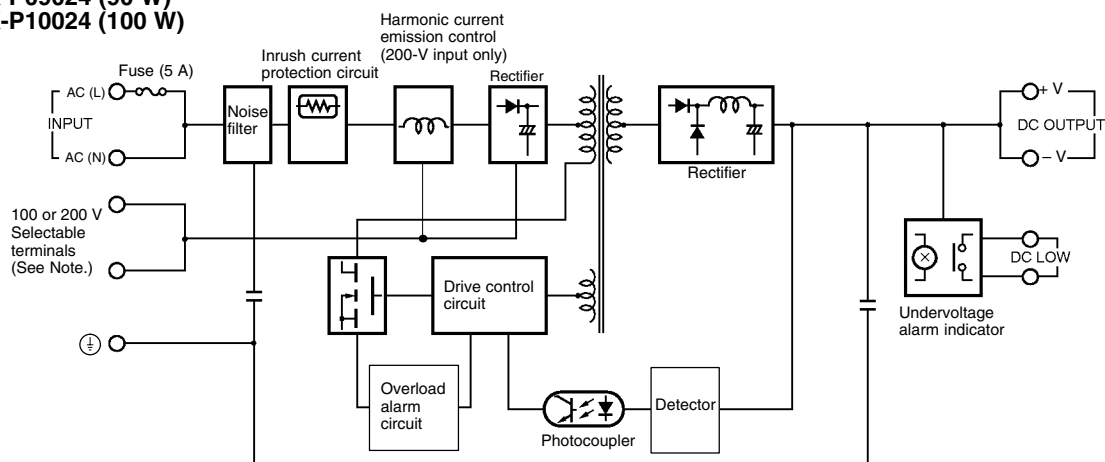 -P10024 (100 W)
Harmonic current
emission control
(200-V input only)
Inrush current
protection circuit
Fuse (5 A)
Rectifier
AC (L)
INPUT
AC (N)
Noise
filter
Rectifier
+ V
DC OUTPUT
– V
100 or 200 V
Selectable
terminals
(See Note.)
Drive control
circuit
DC LOW
Undervoltage
alarm indicator
Overload
alarm
circuit
Photocoupler
Detector